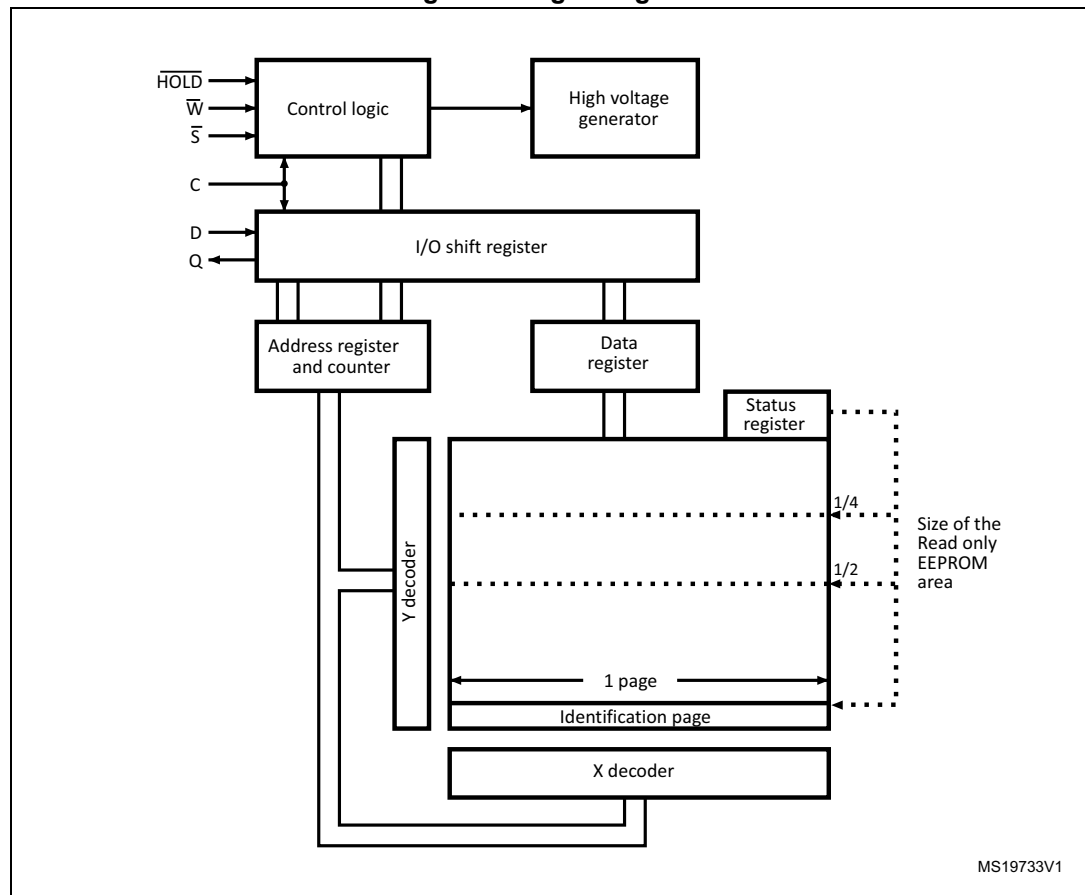 HOLD
W
S
C
D
Q
Control logic
High voltage
generator
I/O shift register
Address register
and counter
Data
register
Status
register
1/4
1/2
Size of the
Read only
EEPROM
area
Y decoder
1 page
Identification page
X decoder
MS19733V1